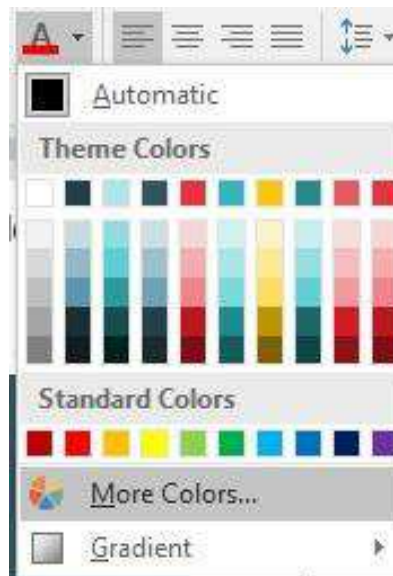 A
Automatic
Theme Colors
Standard Colors
More Colors...
Gradient